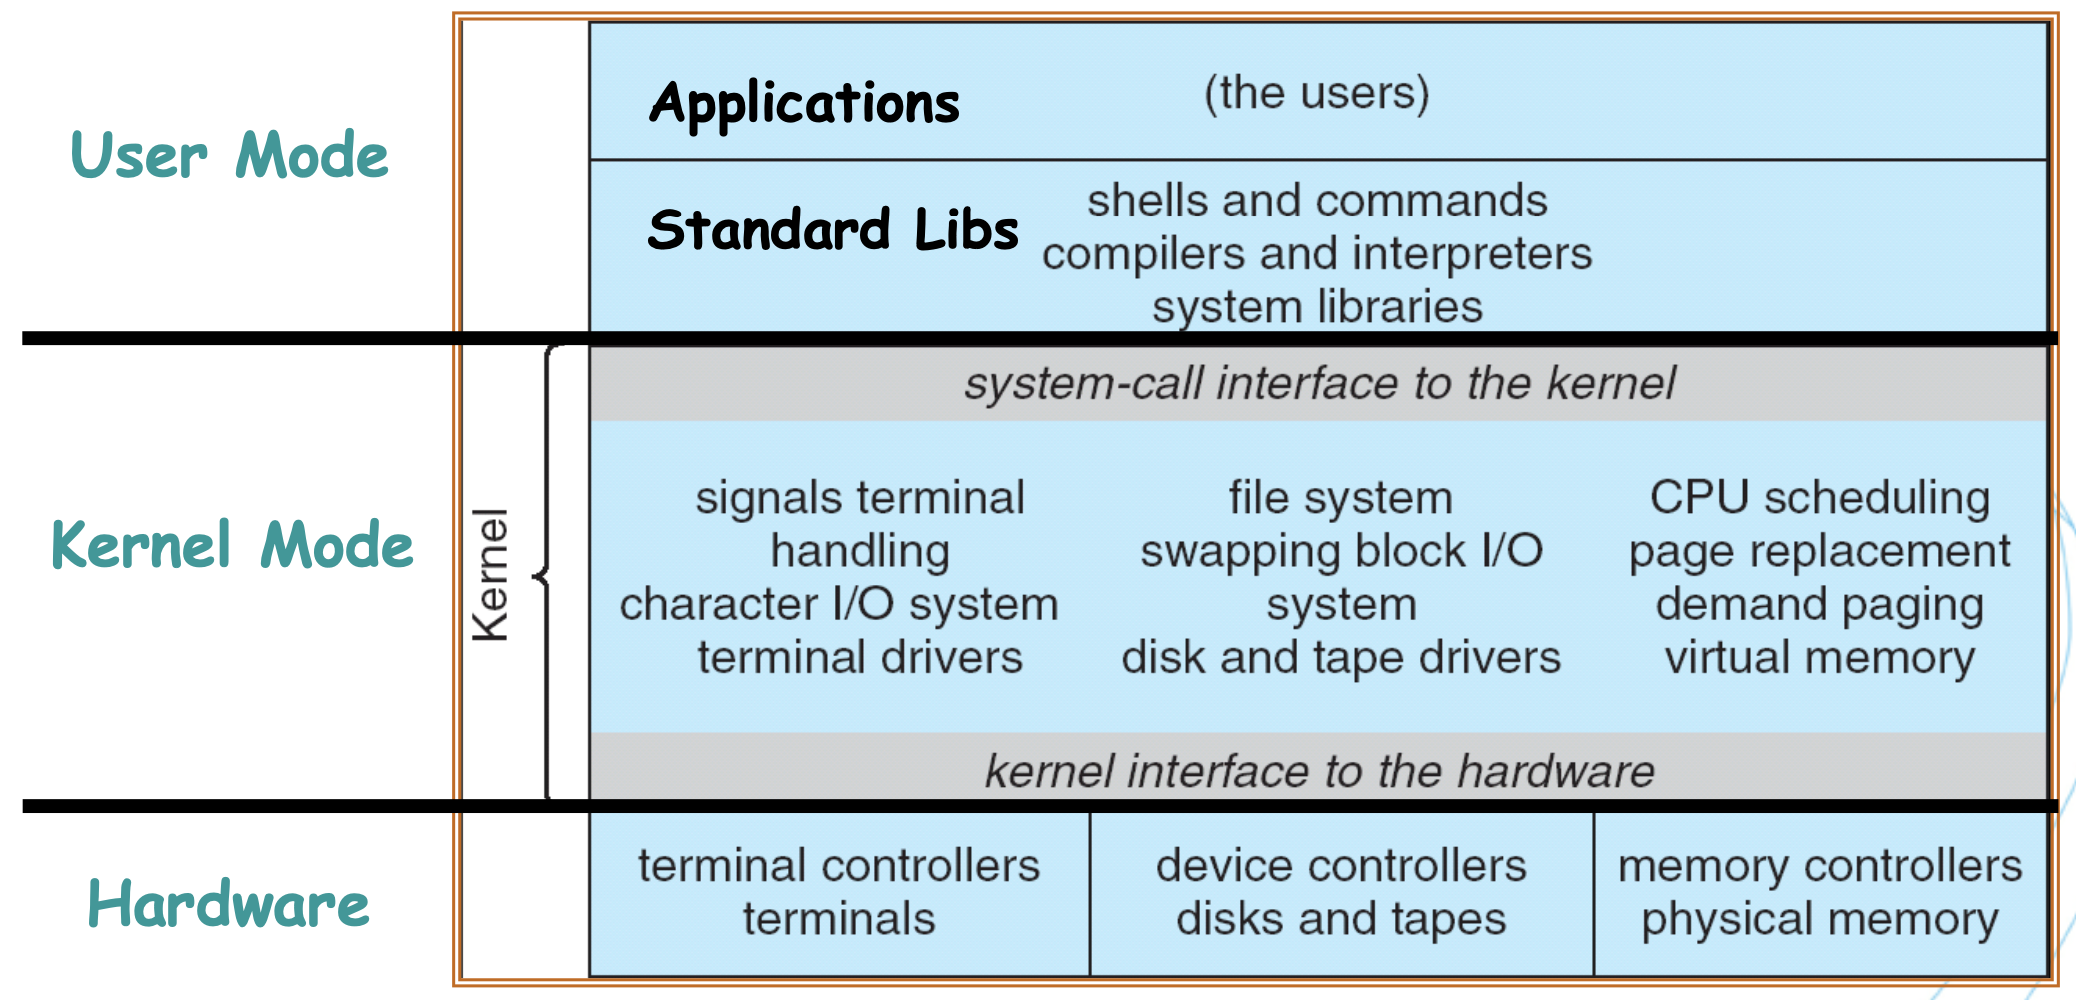 User Mode
Applications
(the users)
Standard Libs
shells and commands
compilers and interpreters
system libraries
Kernel Mode
Kernel
system-call interface to the kernel
signals terminal
handling
character I/O system
terminal drivers
file system
swapping block I/O
system
disk and tape drivers
CPU scheduling
page replacement
demand paging
virtual memory
kernel interface to the hardware
Hardware
terminal controllers
terminals
device controllers
disks and tapes
memory controllers
physical memory